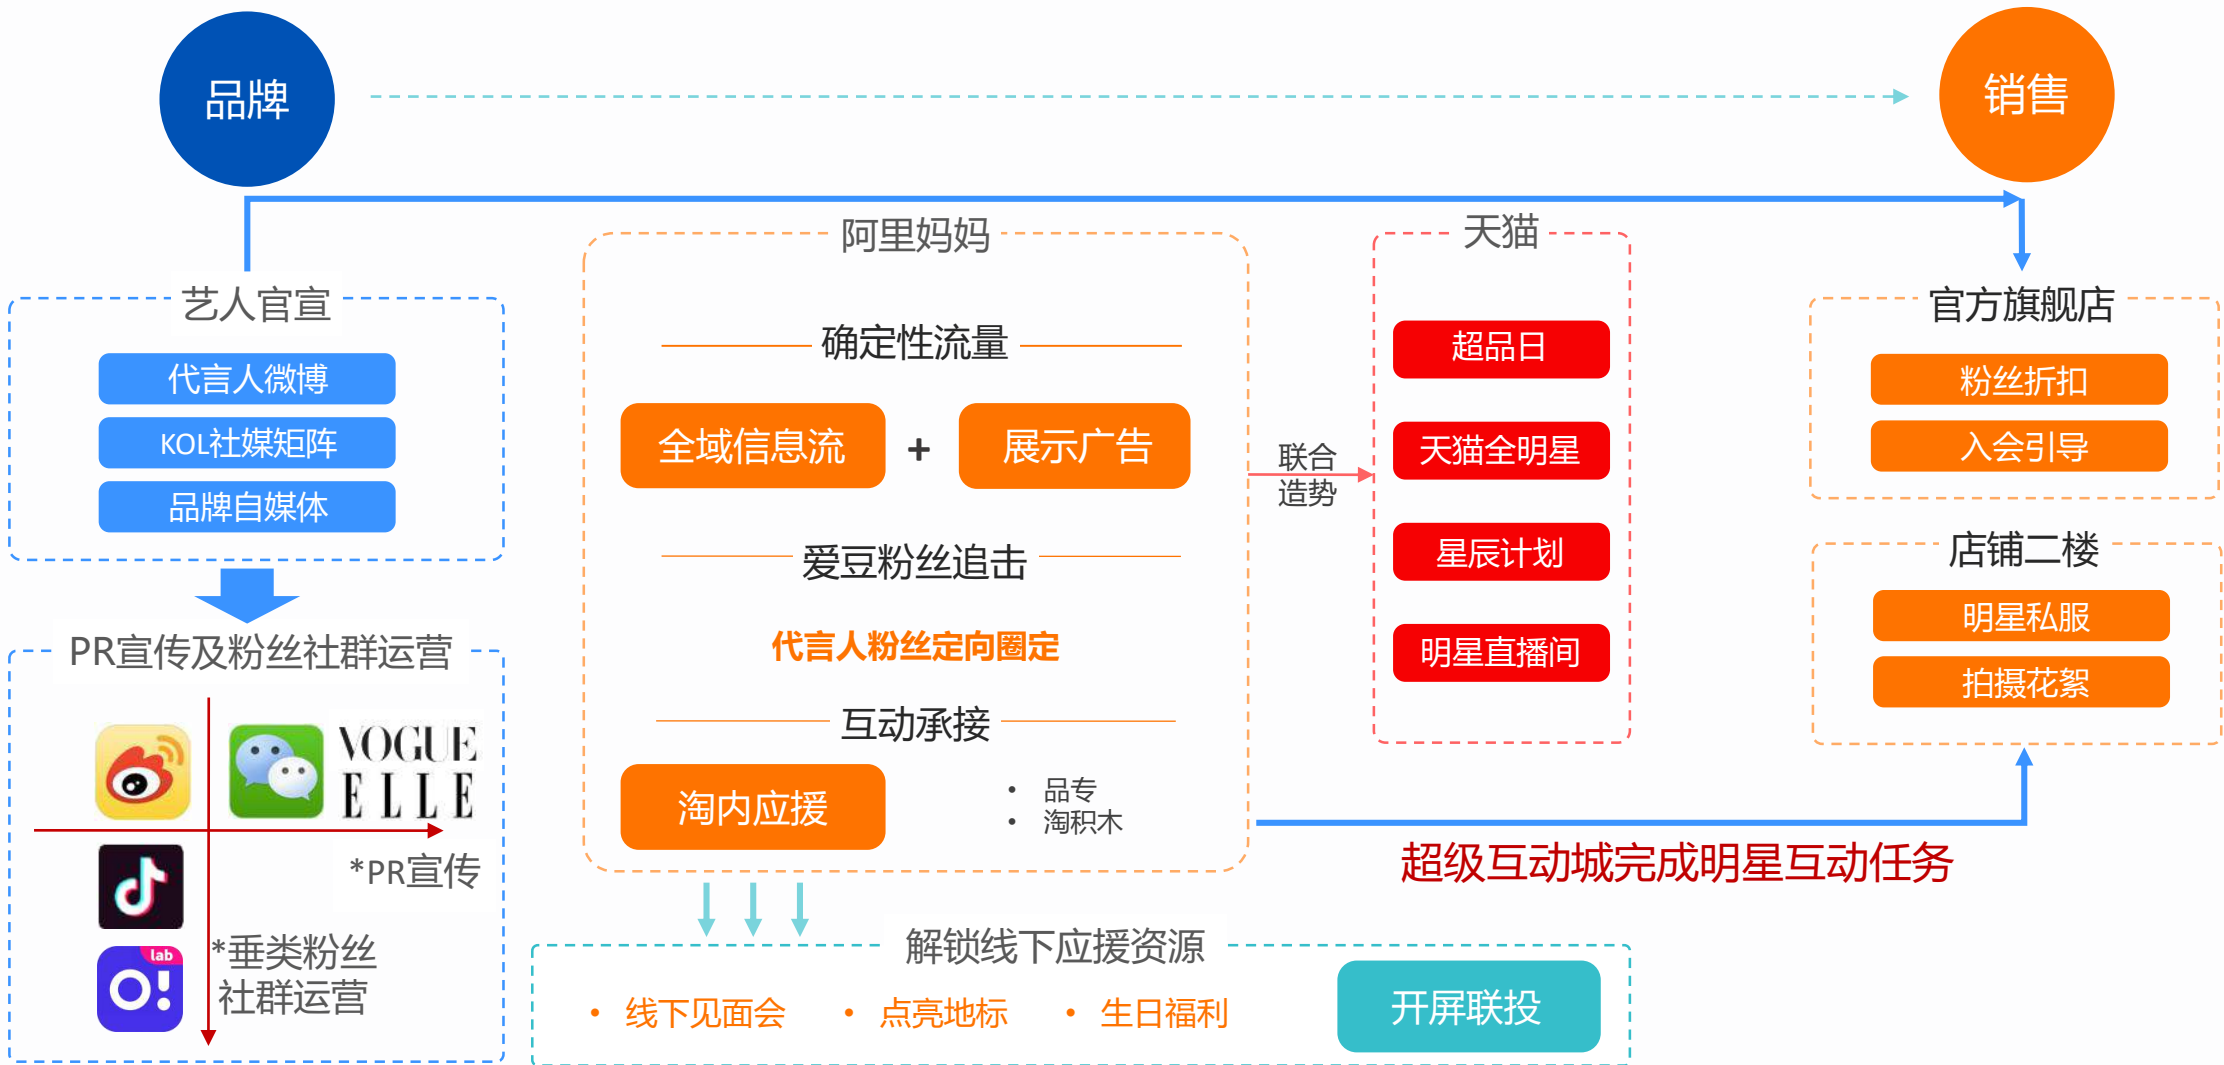 品牌
销售
艺人官宣
代言人微博
KOL社媒矩阵
品牌自媒体
PR宣传及粉丝社群运营
VOGUE
ELLE
*PR宣传
lab
O!
*垂类粉丝
社群运营
阿里妈妈
确定性流量
全域信息流
+
展示广告
爱豆粉丝追击
代言人粉丝定向圈定
互动承接
淘内应援
• 品专
• 淘积木
联合
造势
天猫
超品日
天猫全明星
星辰计划
明星直播间
官方旗舰店
粉丝折扣
入会引导
店铺二楼
明星私服
拍摄花絮
超级互动城完成明星互动任务
解锁线下应援资源
• 线下见面会
• 点亮地标
• 生日福利
开屏联投